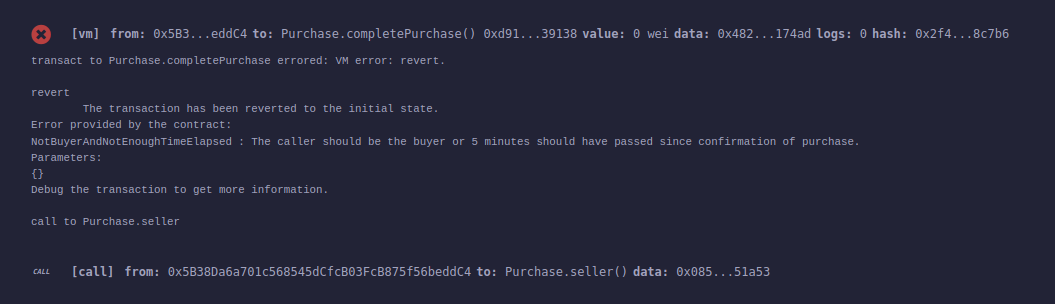 [vm] from: 0x5B3...eddC4 to: Purchase.completePurchase() 0xd91...39138 value: 0 wei data: 0x482...174ad logs: 0 hash: 0x2f4...8c7b6
transact to Purchase.completePurchase errored: VM error: revert.
revert
The transaction has been reverted to the initial state.
Error provided by the contract:
NotBuyerAndNotEnoughTimeElapsed : The caller should be the buyer or 5 minutes should have passed since confirmation of purchase.
Parameters:
{}
Debug the transaction to get more information.
call to Purchase.seller
CALL [call] from: 0x5B38Da6a701c568545dCfcB03FcB875f56beddC4 to: Purchase.seller() data: 0x085...51a53